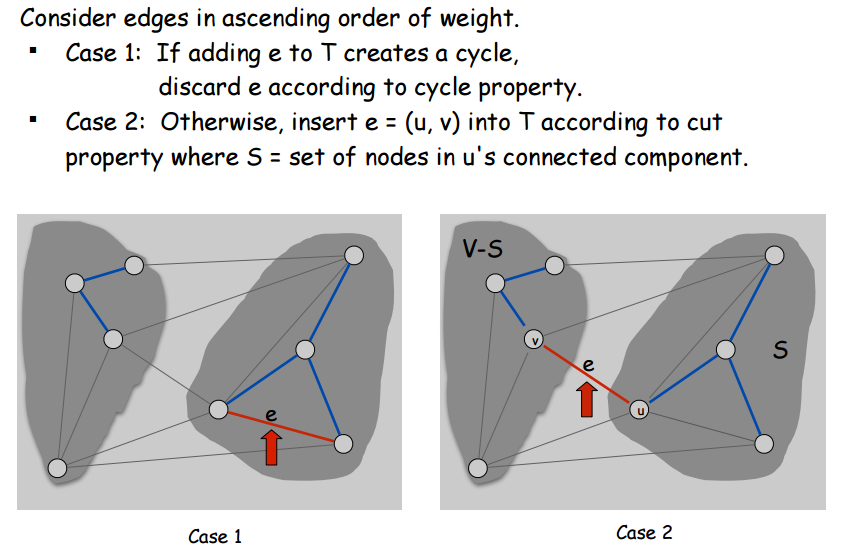 Consider edges in ascending order of weight.
▪ Case 1: If adding e to T creates a cycle,
discard e according to cycle property.
▪ Case 2: Otherwise, insert e = (u, v) into T according to cut
property where S = set of nodes in u's connected component.
e
Case 1
V-S
v
e
S
u
Case 2